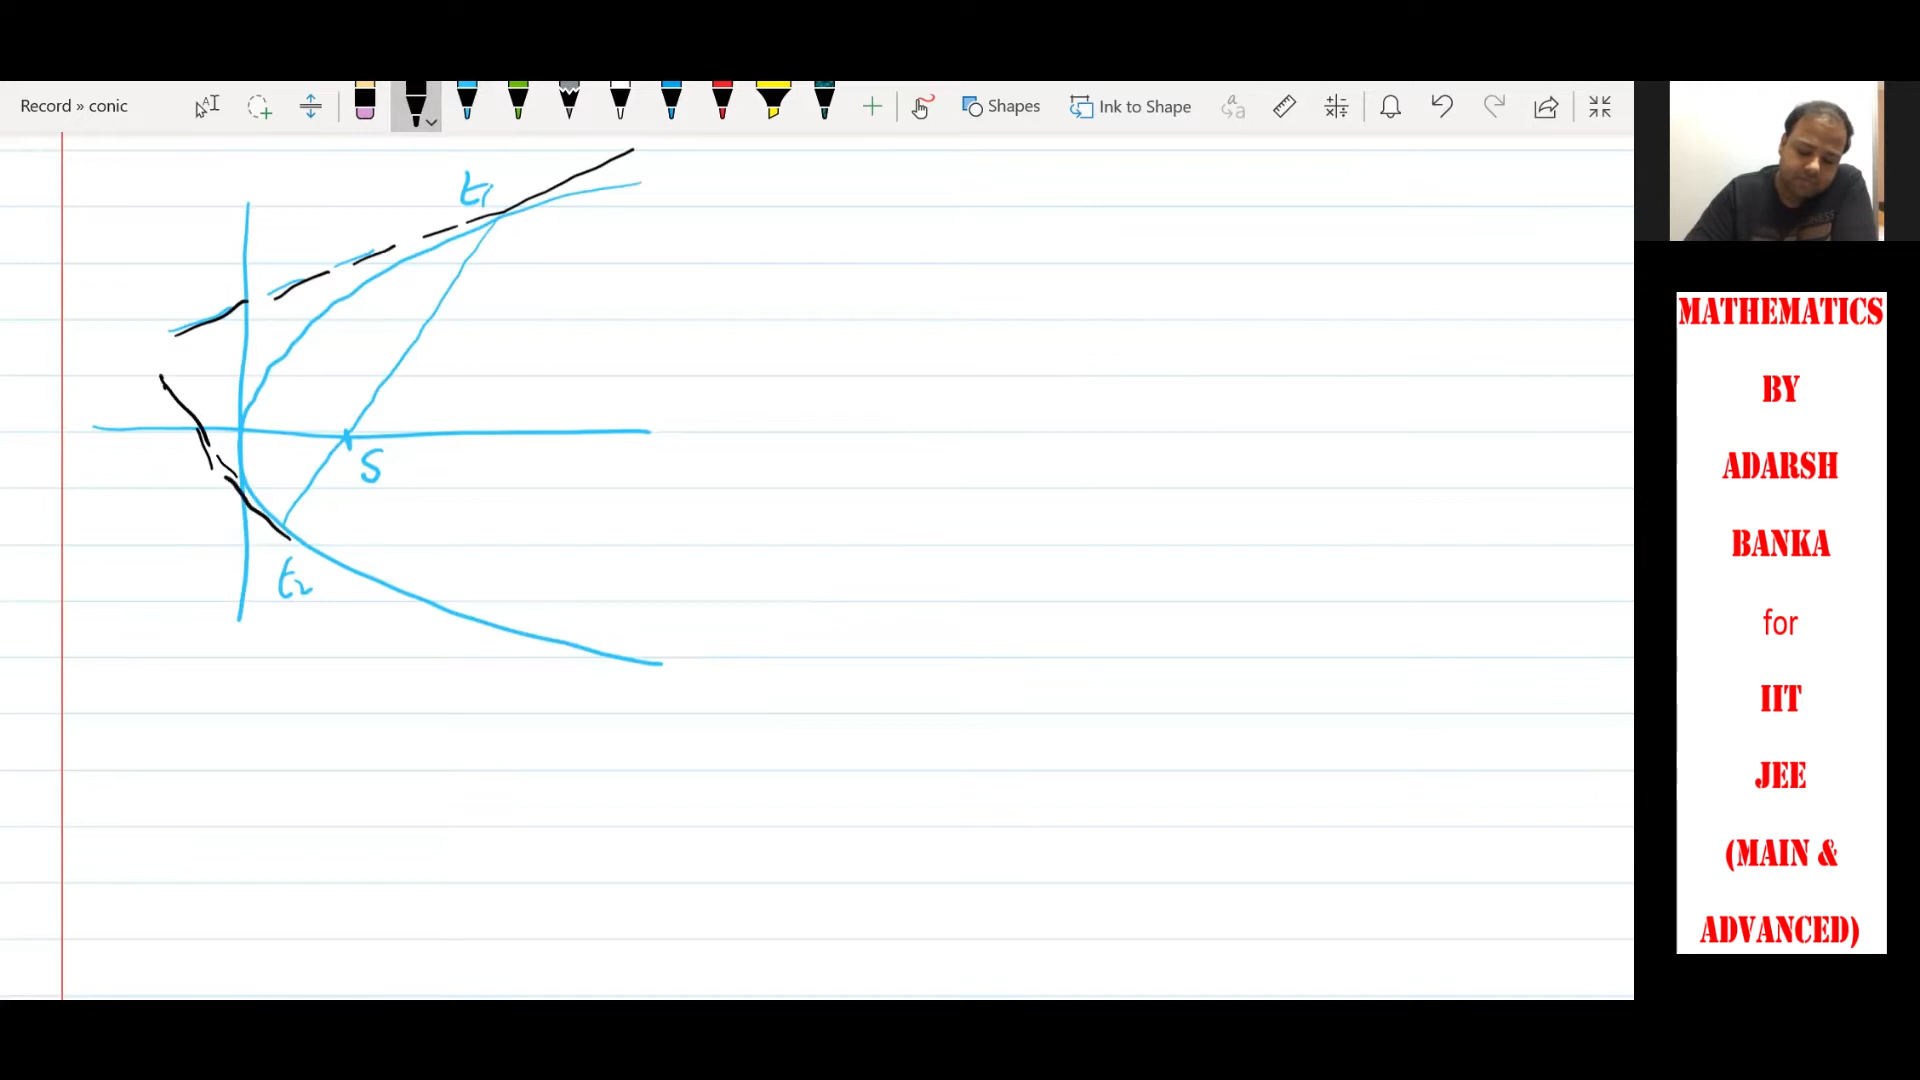 Record » conic
Shapes
Ink to Shape
t₁
S
t₂
MATHEMATICS
BY
ADARSH
BANKA
for
IIT
JEE
(MAIN &
ADVANCED)